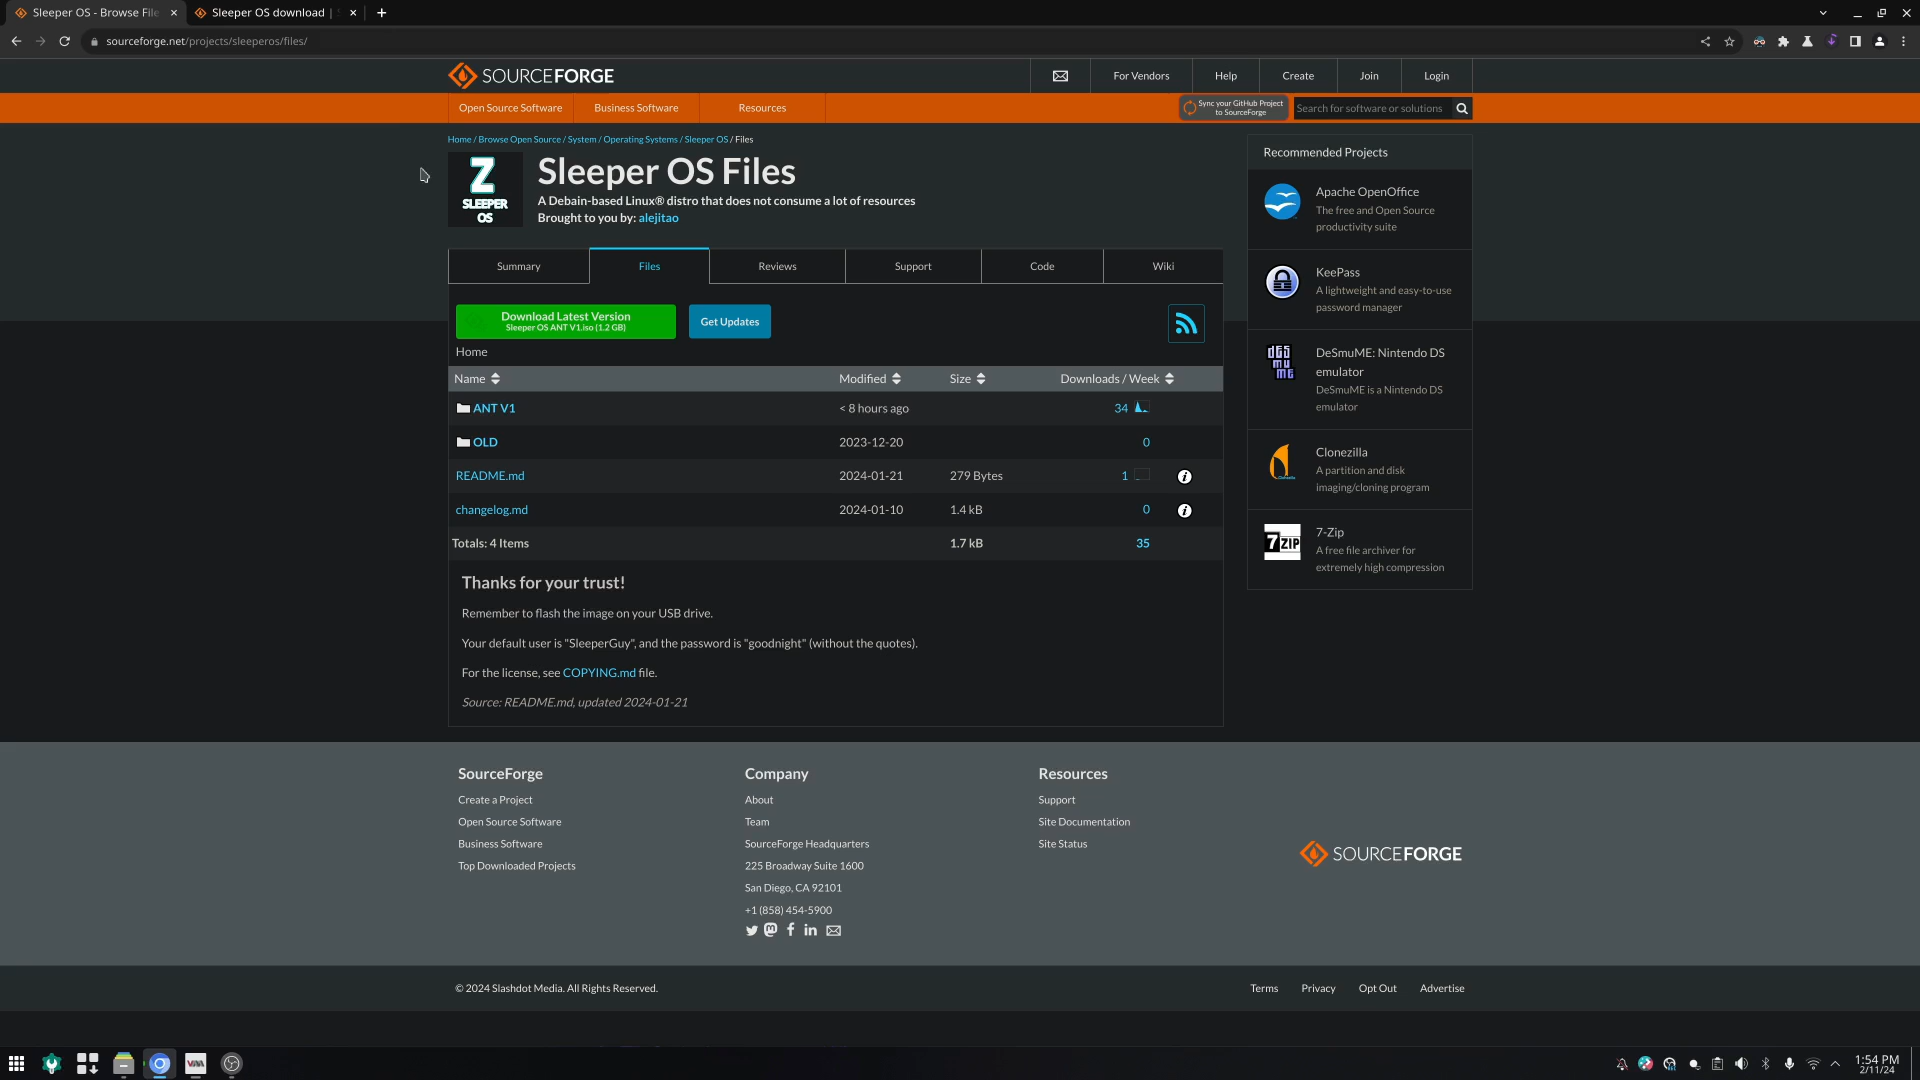 Sleeper OS - Browse File
Sleeper OS download |
sourceforge.net/projects/sleeperos/files/
SOURCEFORGE
For Vendors
Help
Create
Join
Login
Open Source Software
Business Software
Resources
Sync your GitHub Project
to SourceForge
Search for software or solutions
Home / Browse Open Source / System / Operating Systems / Sleeper OS / Files
Z
SLEEPER
OS
Sleeper OS Files
A Debain-based Linux® distro that does not consume a lot of resources
Brought to you by: alejitao
Summary
Files
Reviews
Support
Code
Wiki
Download Latest Version
Sleeper OS ANT V1.iso (1.2 GB)
Get Updates
Home
Name Modified Size Downloads / Week
ANT V1 < 8 hours ago 34
OLD 2023-12-20 0
README.md 2024-01-21 279 Bytes 1 i
changelog.md 2024-01-10 1.4 kB 0 i
Totals: 4 Items 1.7 kB 35
Thanks for your trust!
Remember to flash the image on your USB drive.
Your default user is "SleeperGuy", and the password is "goodnight" (without the quotes).
For the license, see COPYING.md file.
Source: README.md, updated 2024-01-21
Recommended Projects
Apache OpenOffice
The free and Open Source
productivity suite
KeePass
A lightweight and easy-to-use
password manager
DeSmuME: Nintendo DS
emulator
DeSmuME is a Nintendo DS
emulator
Clonezilla
A partition and disk
imaging/cloning program
7ZIP
7-Zip
A free file archiver for
extremely high compression
SourceForge
Create a Project
Open Source Software
Business Software
Top Downloaded Projects
Company
About
Team
SourceForge Headquarters
225 Broadway Suite 1600
San Diego, CA 92101
+1 (858) 454-5900
Resources
Support
Site Documentation
Site Status
SOURCEFORGE
© 2024 Slashdot Media. All Rights Reserved.
Terms
Privacy
Opt Out
Advertise
1:54 PM
2/11/24